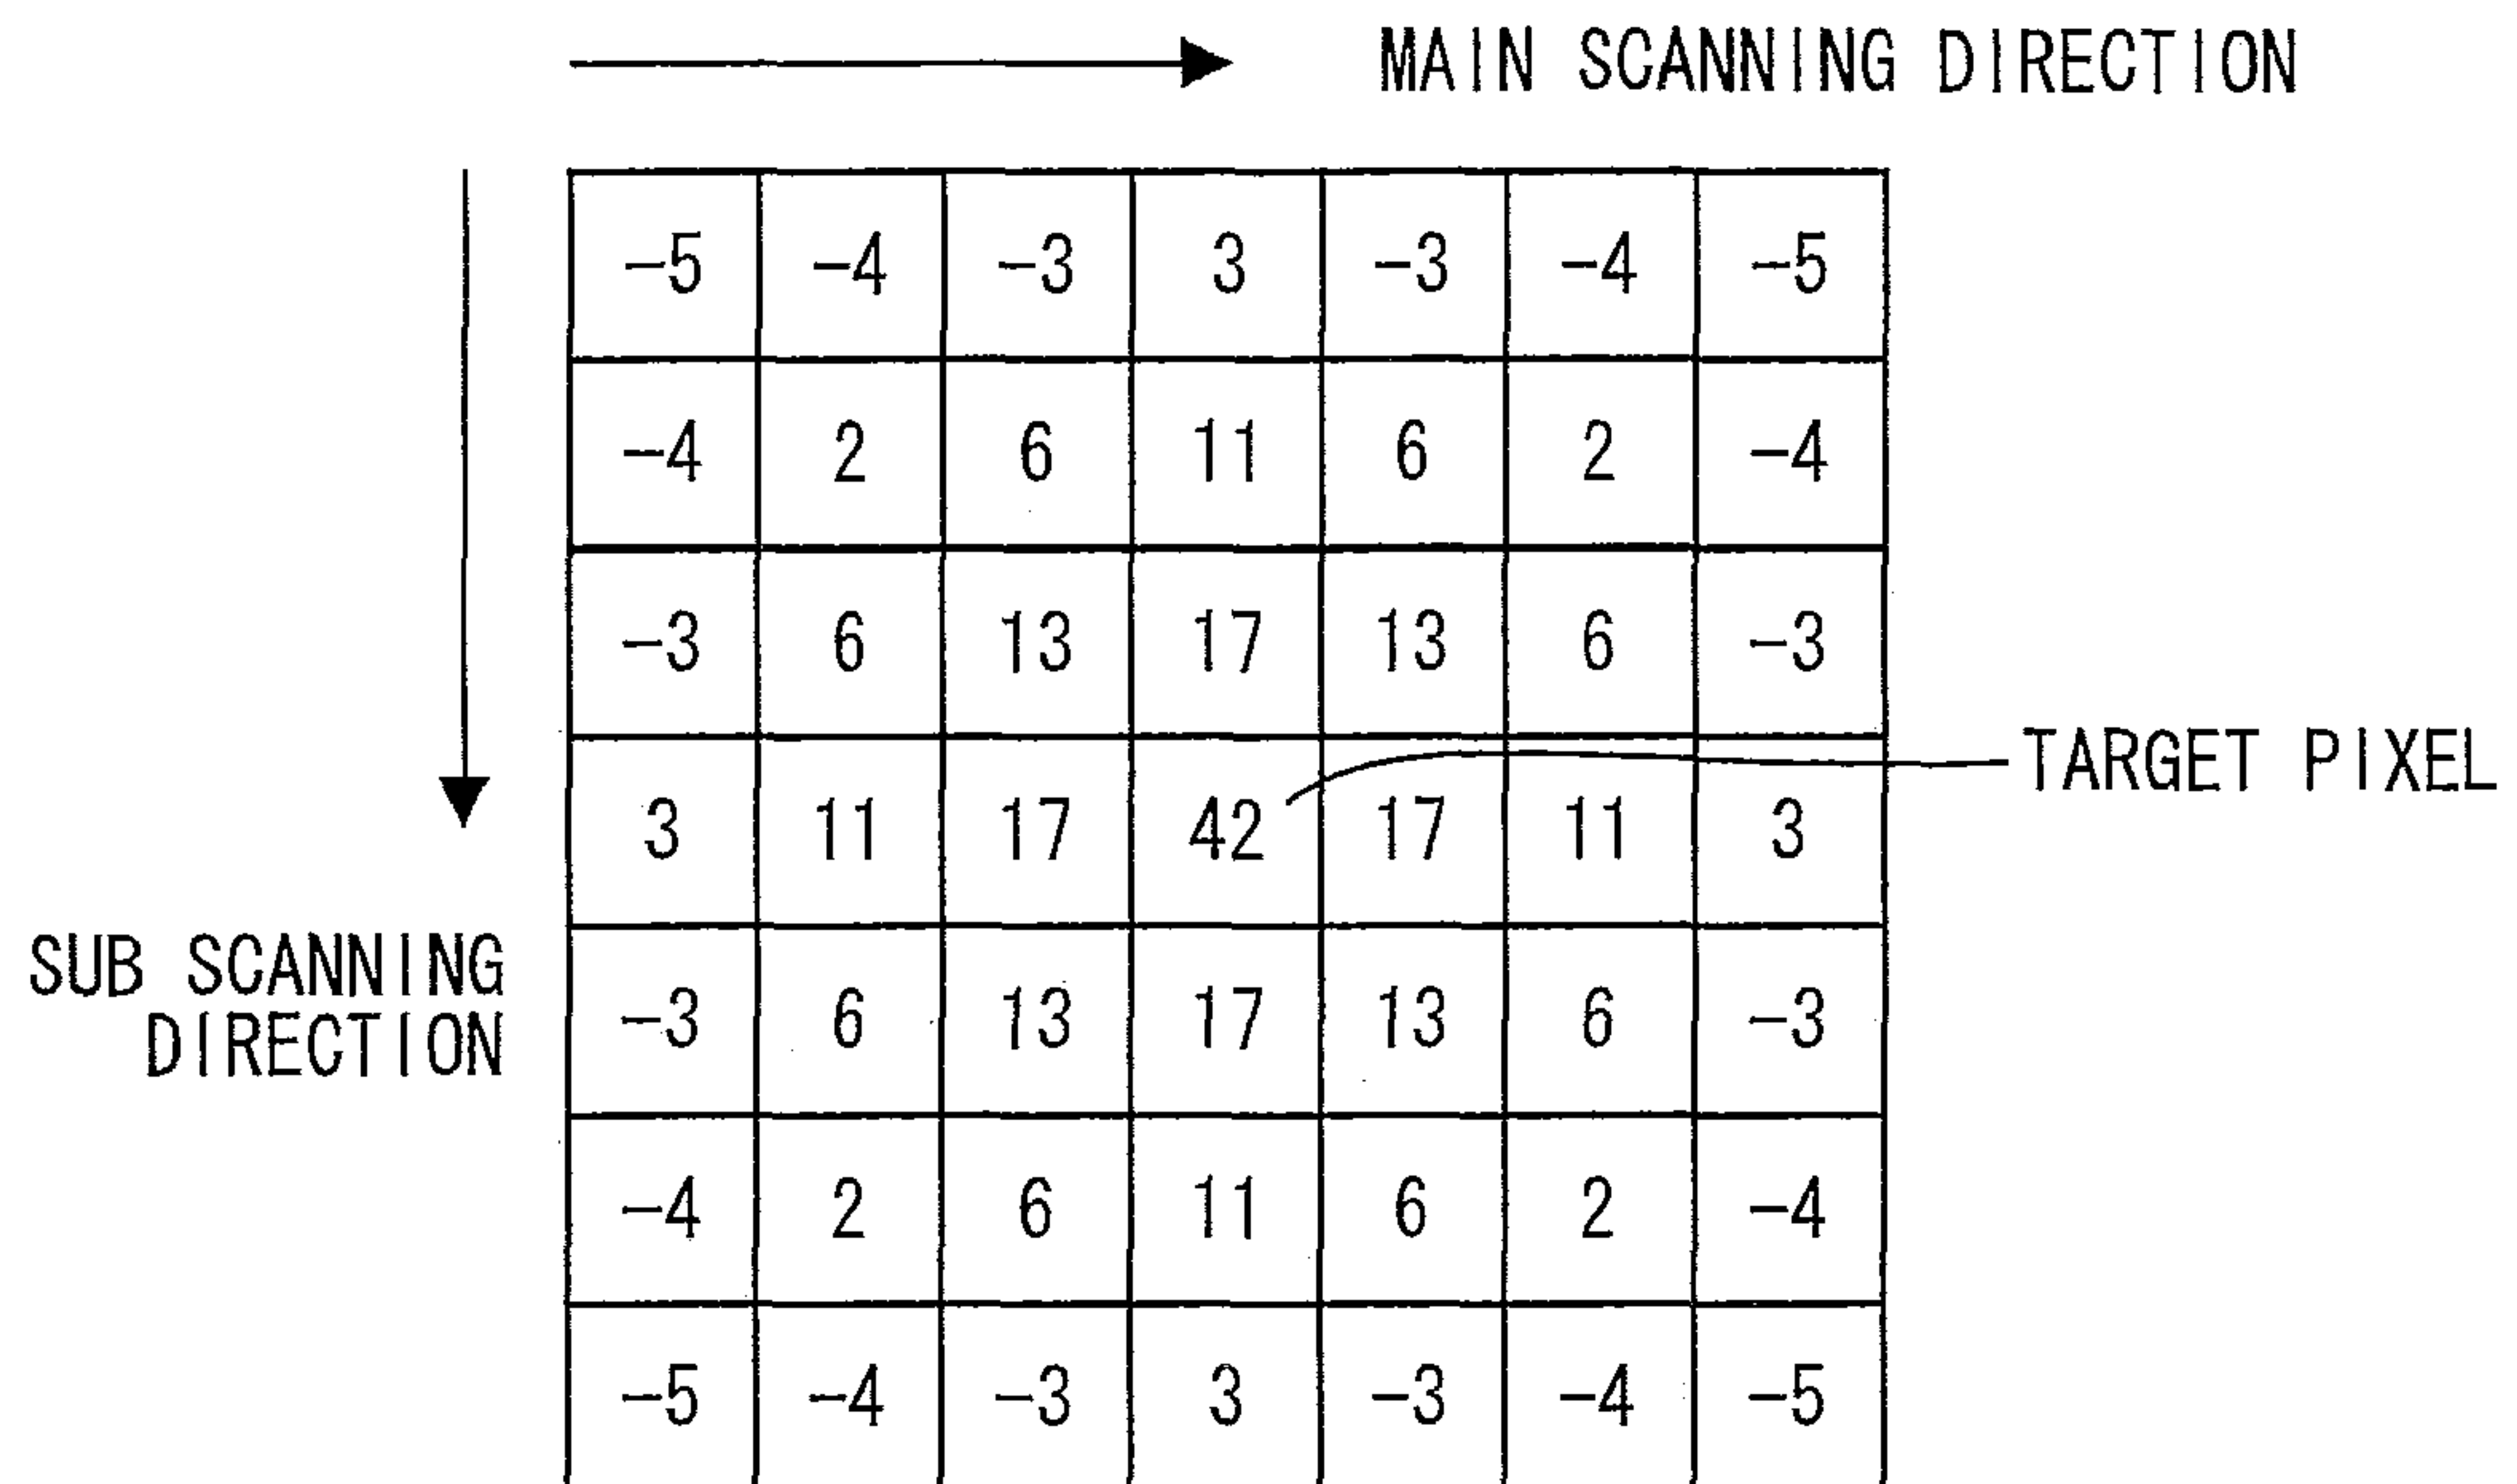 MAIN SCANNING DIRECTION
-5 -4 -3 3 -3 -4 -5
-4 2 6 11 6 2 -4
-3 6 13 17 13 6 -3
TARGET PIXEL
3 11 17 42 17 11 3
SUB SCANNING
DIRECTION
-3 6 13 17 13 6 -3
-4 2 6 11 6 2 -4
-5 -4 -3 3 -3 -4 -5